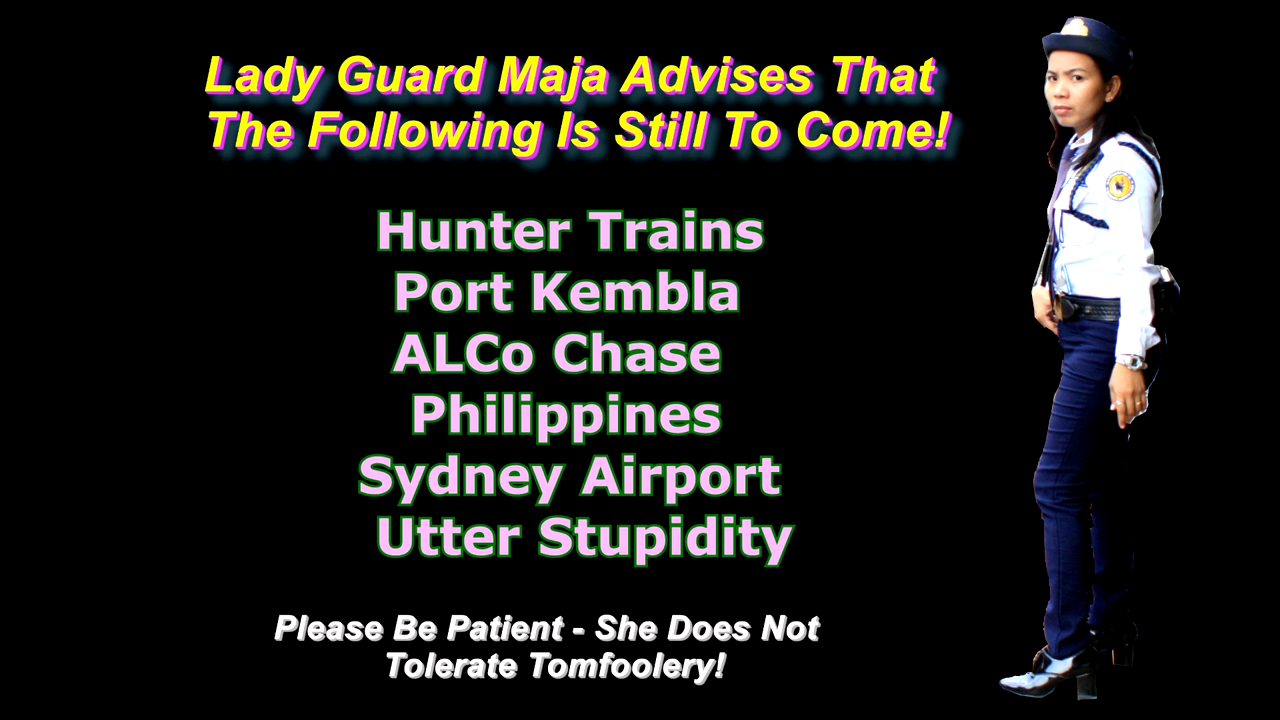 Lady Guard Maja Advises That
The Following Is Still To Come!
Hunter Trains
Port Kembla
ALCo Chase
Philippines
Sydney Airport
Utter Stupidity
Please Be Patient - She Does Not
Tolerate Tomfoolery!